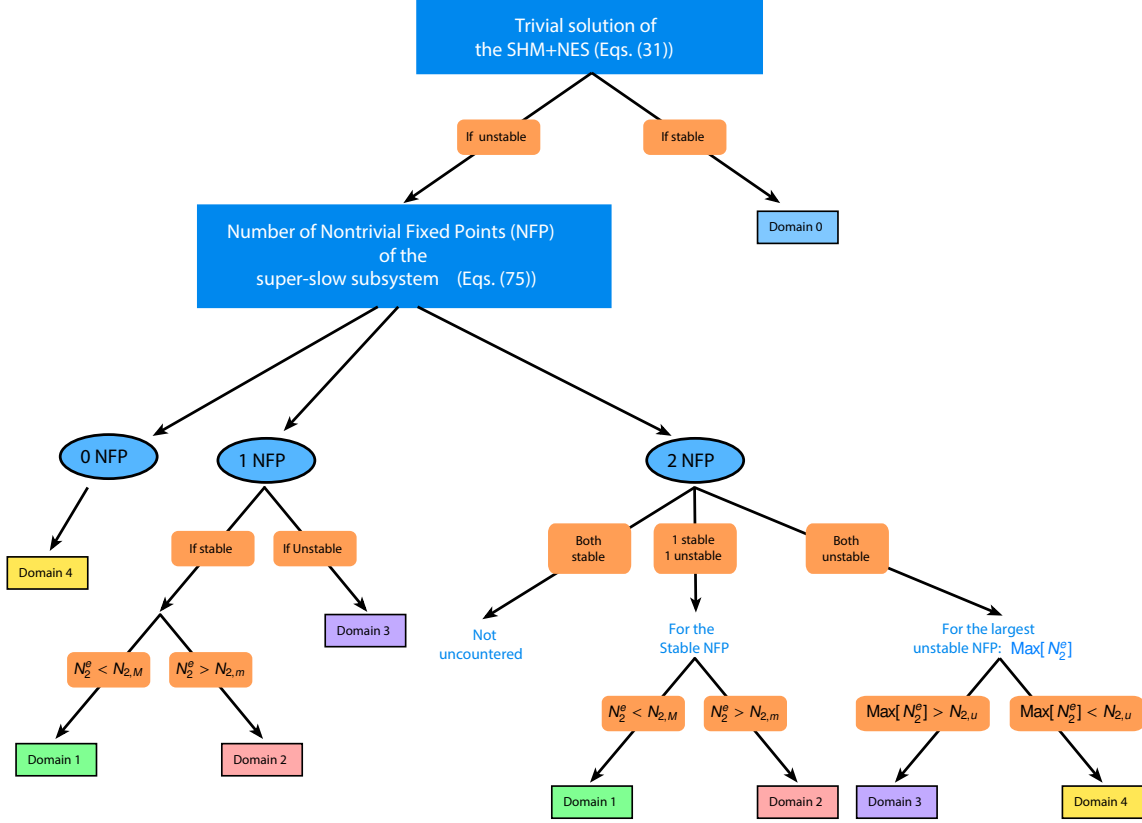 Trivial solution of
the SHM+NES (Eqs. (31))
If unstable
If stable
Domain 0
Number of Nontrivial Fixed Points (NFP)
of the
super-slow subsystem (Eqs. (75))
0 NFP
1 NFP
2 NFP
If stable
If Unstable
Both
stable
1 stable
1 unstable
Both
unstable
Domain 4
Domain 3
Not
uncountered
For the
Stable NFP
For the largest
unstable NFP: Max[ N₂ᵉ]
N₂ᵉ < N₂,M
N₂ᵉ > N₂,m
N₂ᵉ < N₂,M
N₂ᵉ > N₂,m
Max[ N₂ᵉ] > N₂,u
Max[ N₂ᵉ] < N₂,u
Domain 1
Domain 2
Domain 1
Domain 2
Domain 3
Domain 4